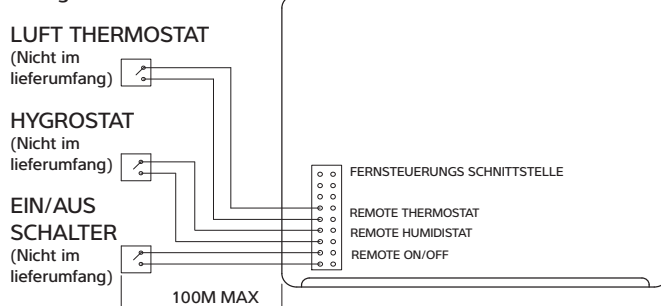 LUFT THERMOSTAT
(Nicht im
lieferumfang)
HYGROSTAT
(Nicht im
lieferumfang)
EIN/AUS
SCHALTER
(Nicht im
lieferumfang)
100M MAX
FERNSTEUERUNGS SCHNITTSTELLE
REMOTE THERMOSTAT
REMOTE HUMIDISTAT
REMOTE ON/OFF